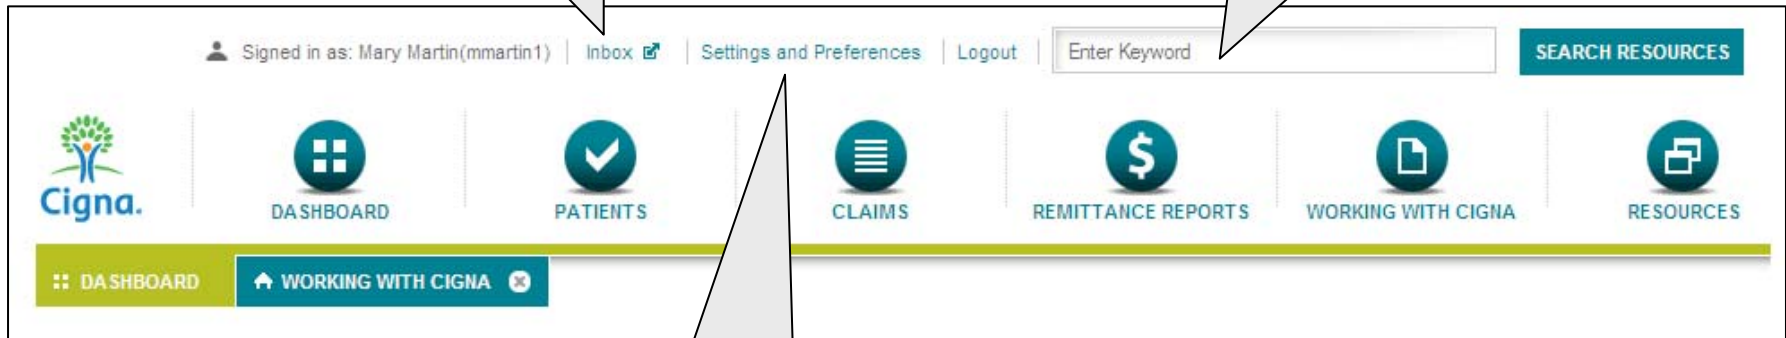 Signed in as: Mary Martin(mmartin1) | Inbox | Settings and Preferences | Logout | Enter Keyword SEARCH RESOURCES
Cigna. DASHBOARD PATIENTS CLAIMS REMITTANCE REPORTS WORKING WITH CIGNA RESOURCES
DASHBOARD WORKING WITH CIGNA